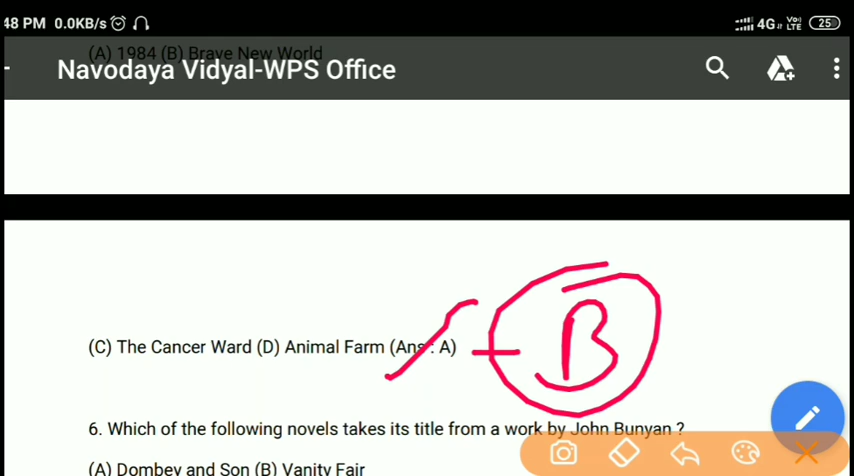 48 PM 0.0KB/s 4G VoLTE 25
(A) 1984 (B) Brave New World
Navodaya Vidyal-WPS Office
(C) The Cancer Ward (D) Animal Farm (Ans : A) B
6. Which of the following novels takes its title from a work by John Bunyan ?
(A) Dombey and Son (B) Vanity Fair